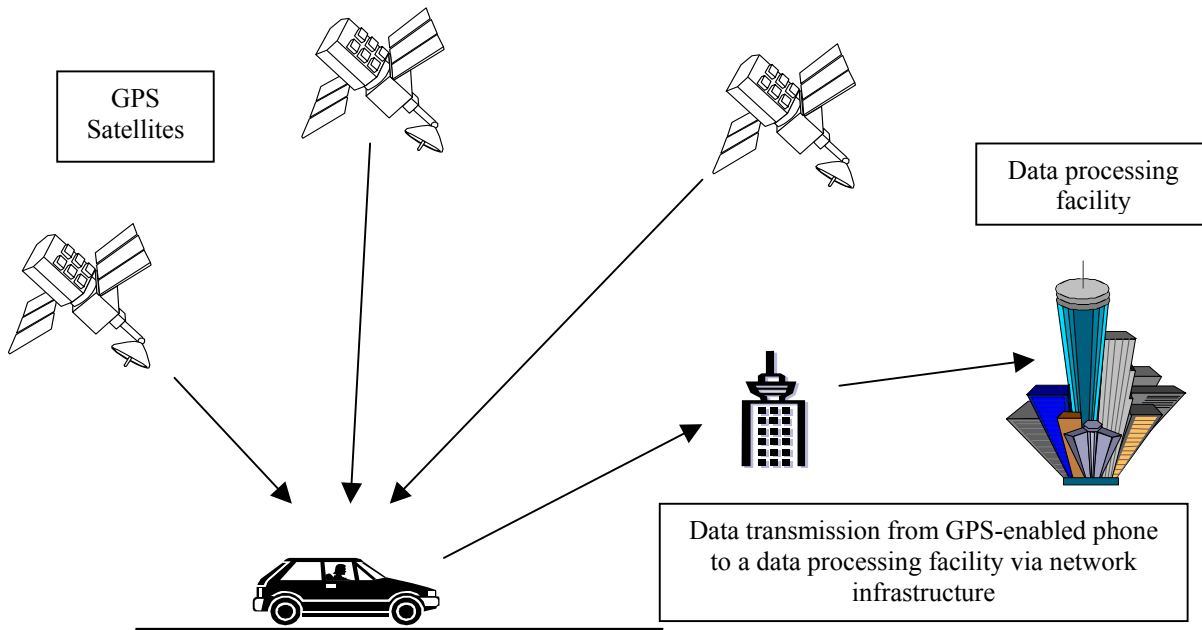 GPS
Satellites
Data processing
facility
Data transmission from GPS-enabled phone
to a data processing facility via network
infrastructure